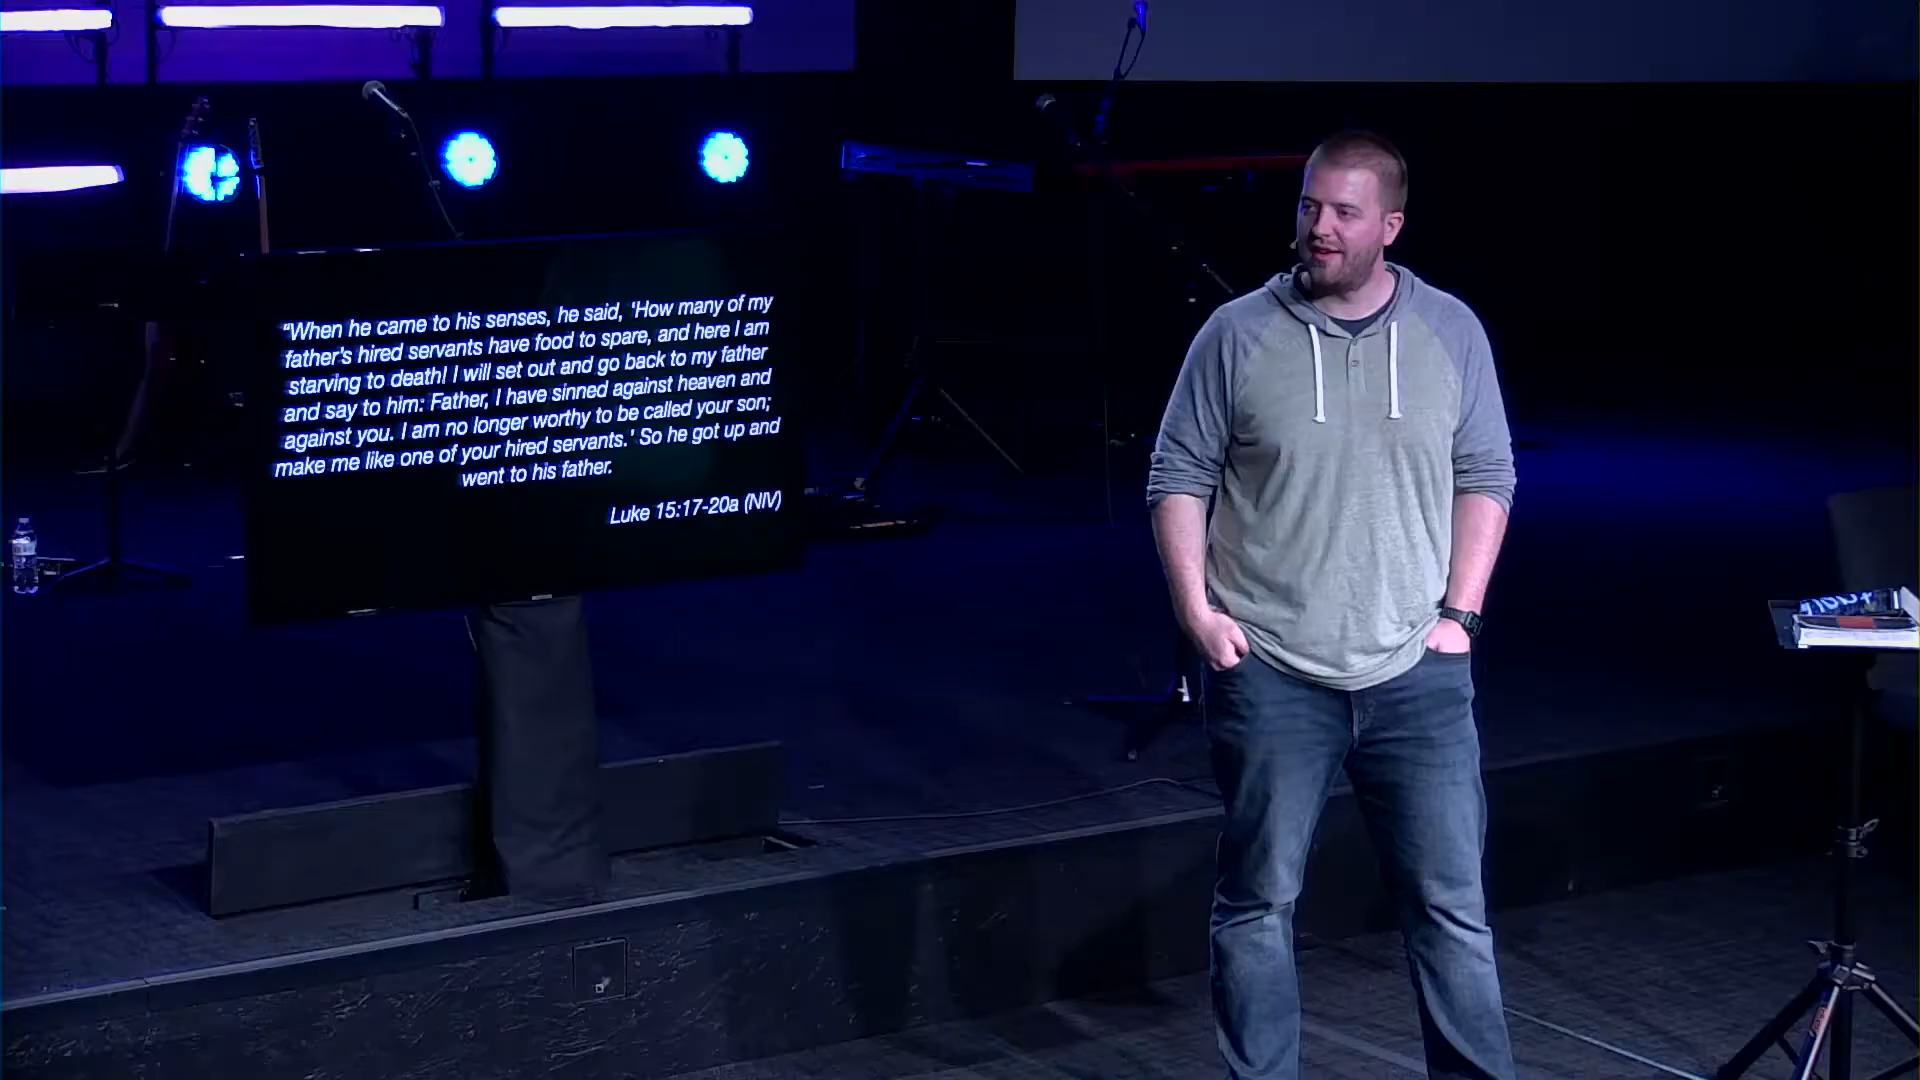 “When he came to his senses, he said, ‘How many of my
father’s hired servants have food to spare, and here I am
starving to death! I will set out and go back to my father
and say to him: Father, I have sinned against heaven and
against you. I am no longer worthy to be called your son;
make me like one of your hired servants.’ So he got up and
went to his father.
Luke 15:17-20a (NIV)